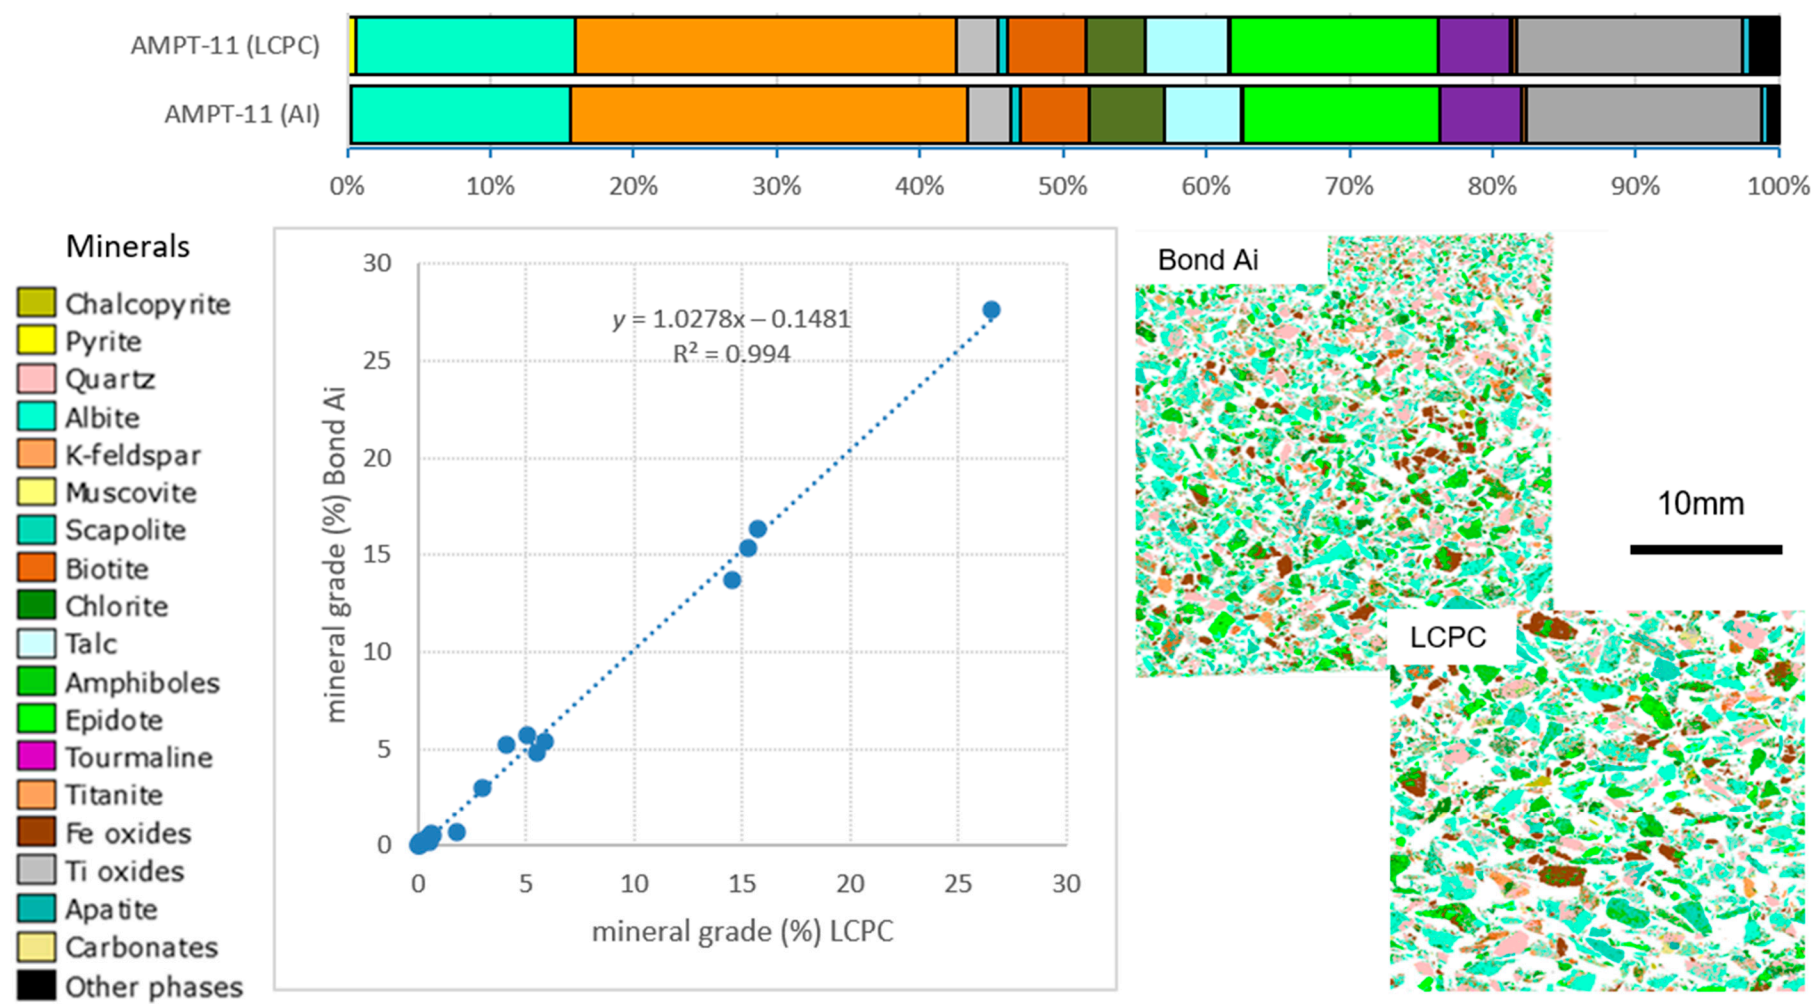 AMPT-11 (LCPC)
AMPT-11 (AI)
0% 10% 20% 30% 40% 50% 60% 70% 80% 90% 100%
Minerals
Chalcopyrite
Pyrite
Quartz
Albite
K-feldspar
Muscovite
Scapolite
Biotite
Chlorite
Talc
Amphiboles
Epidote
Tourmaline
Titanite
Fe oxides
Ti oxides
Apatite
Carbonates
Other phases
mineral grade (%) Bond Ai
30
25
20
15
10
5
0
y = 1.0278x – 0.1481
R² = 0.994
0 5 10 15 20 25 30
mineral grade (%) LCPC
Bond Ai
10mm
LCPC